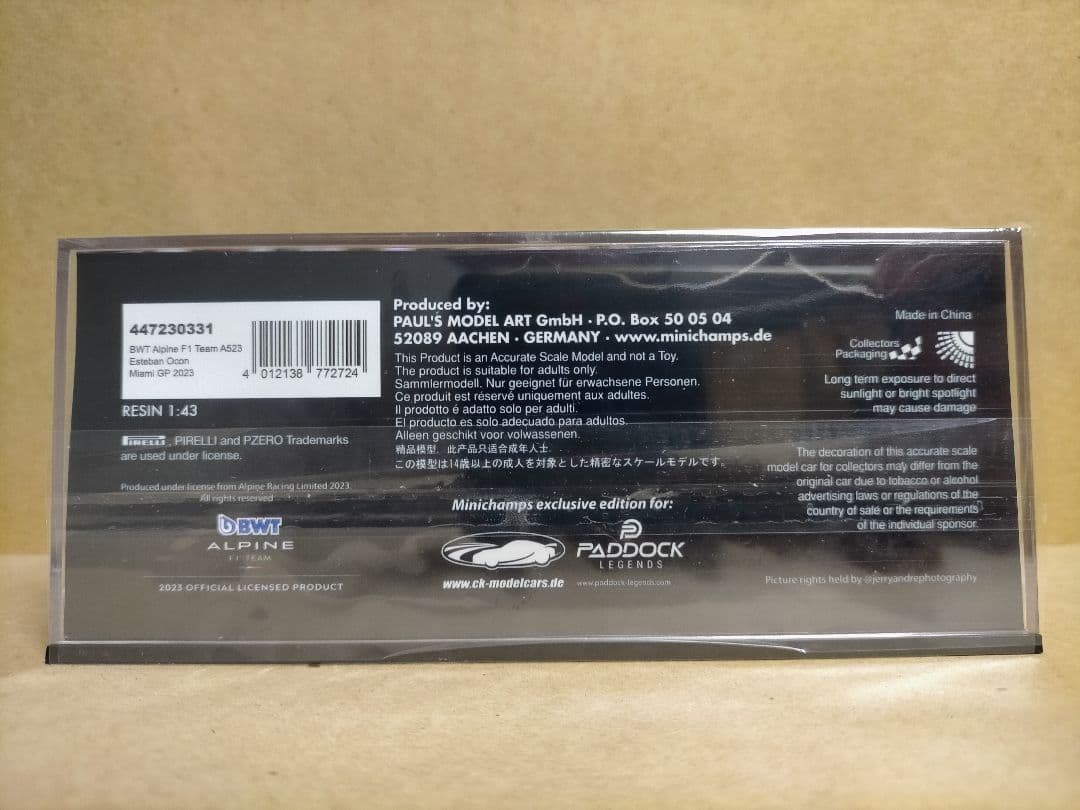 447230331
BWT Alpine F1 Team A523
Esteban Ocon
Miami GP 2023
4 012138 772724
RESIN 1:43
PIRELLI, PIRELLI and PZERO Trademarks
are used under license.
Produced under license from Alpine Racing Limited 2023.
All rights reserved
BWT
ALPINE
F1 TEAM
2023 OFFICIAL LICENSED PRODUCT
Produced by:
PAUL'S MODEL ART GmbH · P.O. Box 50 05 04
52089 AACHEN · GERMANY · www.minichamps.de
This Product is an Accurate Scale Model and not a Toy.
The product is suitable for adults only.
Sammlermodell. Nur geeignet für erwachsene Personen.
Ce produit est réservé uniquement aux adultes.
Il prodotto é adatto solo per adulti.
El producto es solo adecuado para adultos.
Alleen geschikt voor volwassenen.
精品模型, 此产品只适合成年人士.
この模型は14歳以上の成人を対象とした精密なスケールモデルです。
Minichamps exclusive edition for:
www.ck-modelcars.de
PADDOCK
LEGENDS
www.paddock-legends.com
Made in China
Collectors
Packaging
Long term exposure to direct
sunlight or bright spotlight
may cause damage
The decoration of this accurate scale
model car for collectors may differ from the
original car due to tobacco or alcohol
advertising laws or regulations of the
country of sale or the requirements
of the individual sponsor.
Picture rights held by @jerryandrephotography